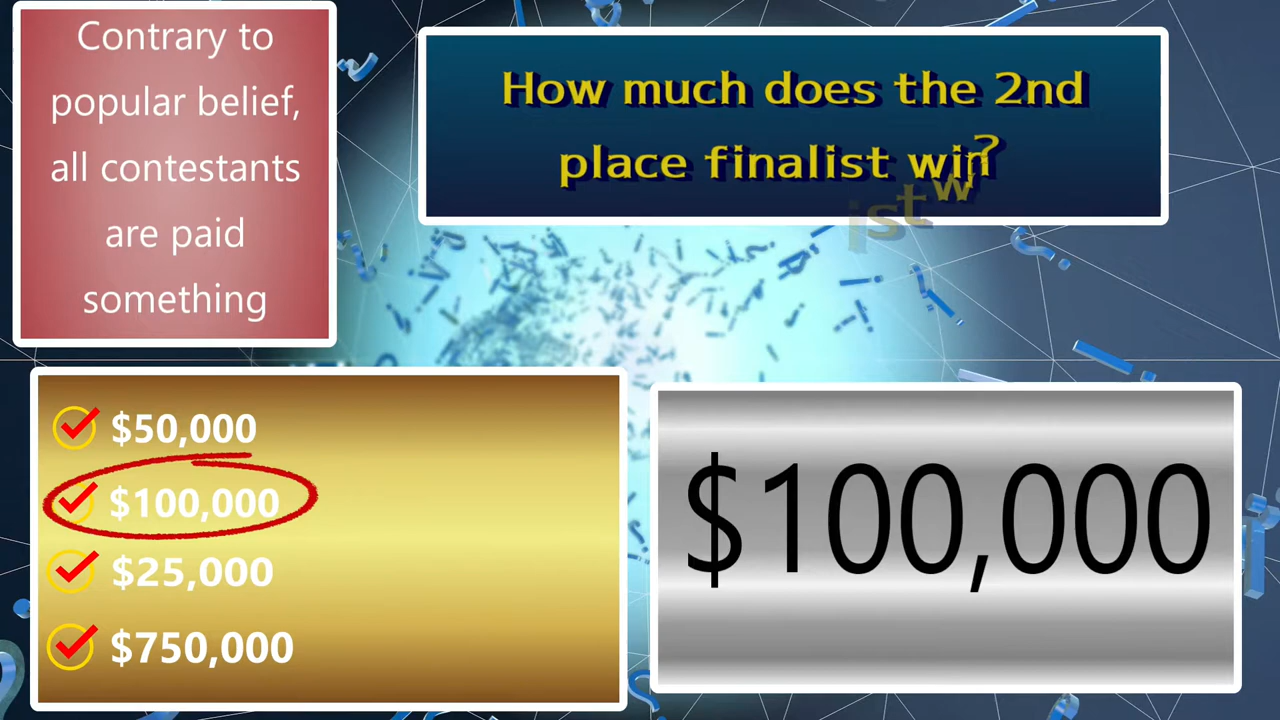 Contrary to
popular belief,
all contestants
are paid
something
How much does the 2nd
place finalist win?
ist w
$50,000
$100,000
$25,000
$750,000
$100,000